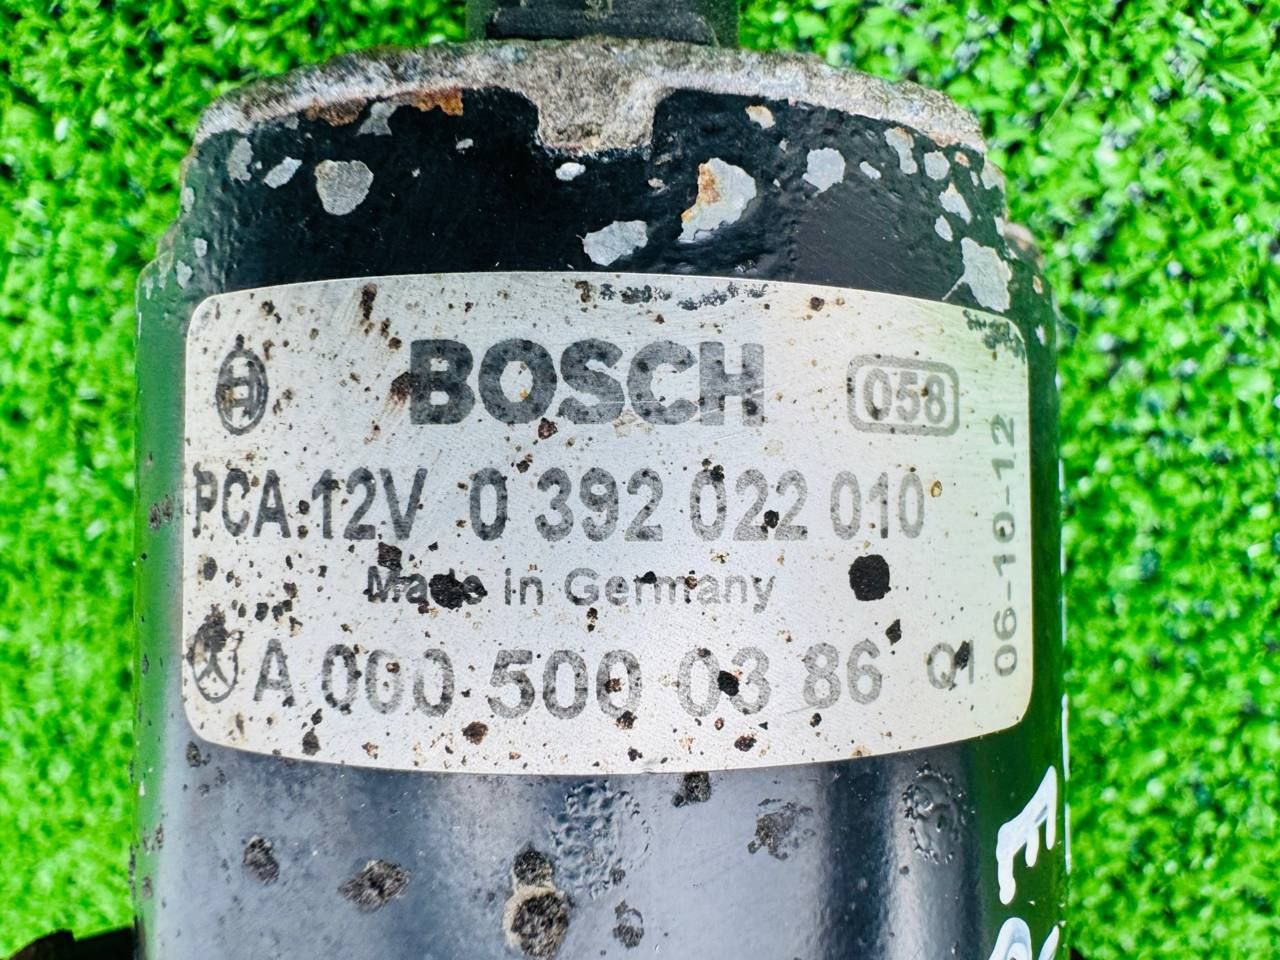 BOSCH 058
PCA 12V 0 392 022 010
Made in Germany
A 000 500 03 86 Q1
06-10-12